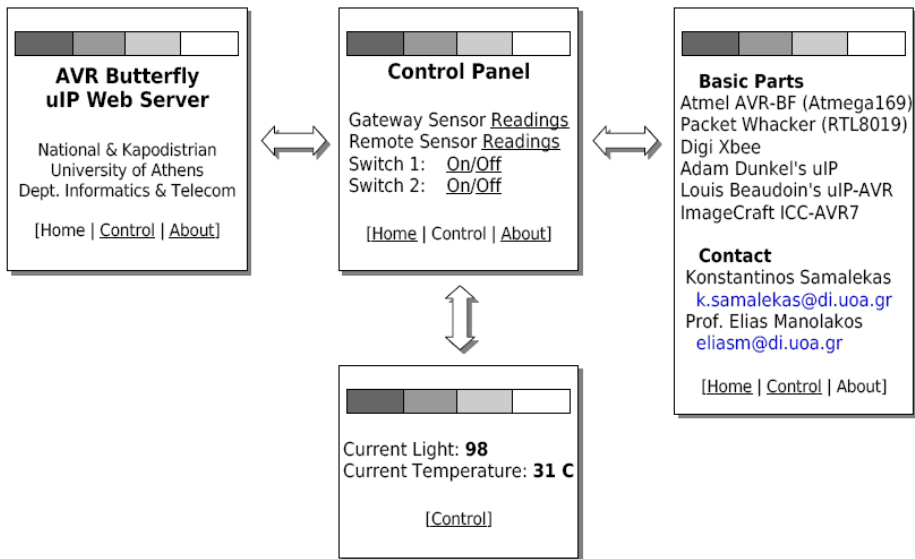 AVR Butterfly
uIP Web Server
National & Kapodistrian
University of Athens
Dept. Informatics & Telecom
[Home | Control | About]
Control Panel
Gateway Sensor Readings
Remote Sensor Readings
Switch 1: On/Off
Switch 2: On/Off
[Home | Control | About]
Basic Parts
Atmel AVR-BF (Atmega169)
Packet Whacker (RTL8019)
Digi Xbee
Adam Dunkel's uIP
Louis Beaudoin's uIP-AVR
ImageCraft ICC-AVR7
Contact
Konstantinos Samalekas
k.samalekas@di.uoa.gr
Prof. Elias Manolakos
eliasm@di.uoa.gr
[Home | Control | About]
Current Light: 98
Current Temperature: 31 C
[Control]